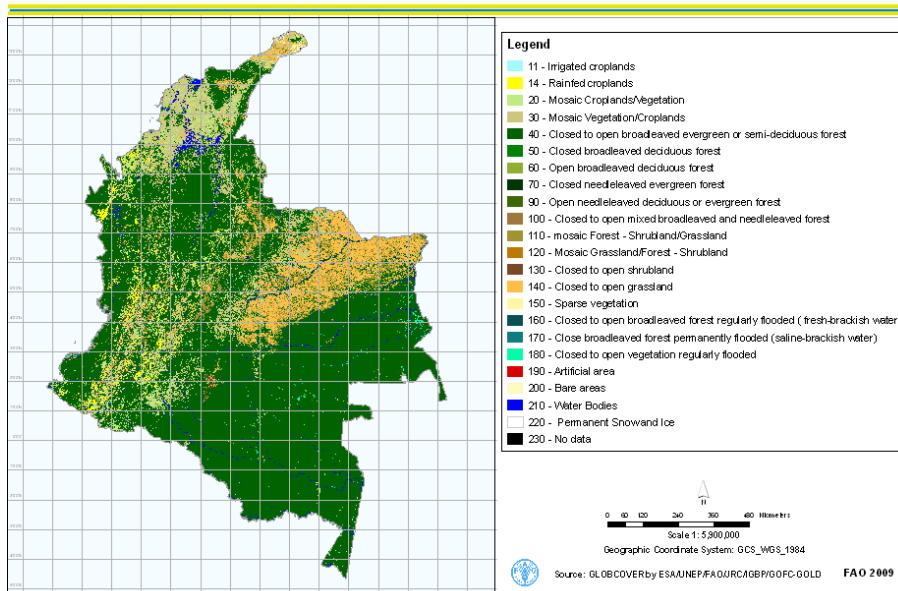 Legend
11 - Irrigated croplands
14 - Rainfed croplands
20 - Mosaic Croplands/Vegetation
30 - Mosaic Vegetation/Croplands
40 - Closed to open broadleaved evergreen or semi-deciduous forest
50 - Closed broadleaved deciduous forest
60 - Open broadleaved deciduous forest
70 - Closed needleleaved evergreen forest
90 - Open needleleaved deciduous or evergreen forest
100 - Closed to open mixed broadleaved and needleleaved forest
110 - mosaic Forest - Shrubland/Grassland
120 - Mosaic Grassland/Forest - Shrubland
130 - Closed to open shrubland
140 - Closed to open grassland
150 - Sparse vegetation
160 - Closed to open broadleaved forest regularly flooded ( fresh-brackish water
170 - Close broadleaved forest permanently flooded (saline-brackish water)
180 - Closed to open vegetation regularly flooded
190 - Artificial area
200 - Bare areas
210 - Water Bodies
220 - Permanent Snow and Ice
230 - No data
N
0 60 120 240 360 480 Kilometers
Scale 1: 5,900,000
Geographic Coordinate System: GCS_WGS_1984
Source: GLOBCOVER by ESA/UNEP/FAO/JRC/IGBP/GOFC-GOLD FAO 2009